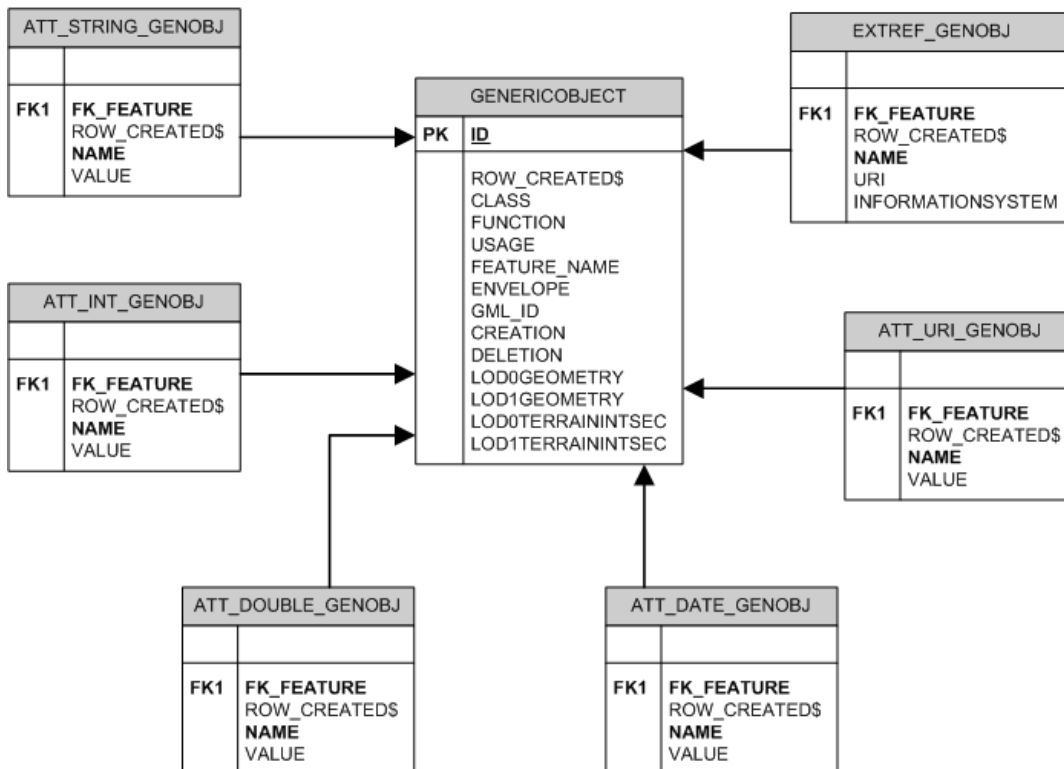 ATT_STRING_GENOBJ
FK1 FK_FEATURE
ROW_CREATED$
NAME
VALUE
GENERICOBJECT
PK ID
ROW_CREATED$
CLASS
FUNCTION
USAGE
FEATURE_NAME
ENVELOPE
GML_ID
CREATION
DELETION
LOD0GEOMETRY
LOD1GEOMETRY
LOD0TERRAININTSEC
LOD1TERRAININTSEC
EXTREF_GENOBJ
FK1 FK_FEATURE
ROW_CREATED$
NAME
URI
INFORMATIONSYSTEM
ATT_INT_GENOBJ
FK1 FK_FEATURE
ROW_CREATED$
NAME
VALUE
ATT_URI_GENOBJ
FK1 FK_FEATURE
ROW_CREATED$
NAME
VALUE
ATT_DOUBLE_GENOBJ
FK1 FK_FEATURE
ROW_CREATED$
NAME
VALUE
ATT_DATE_GENOBJ
FK1 FK_FEATURE
ROW_CREATED$
NAME
VALUE